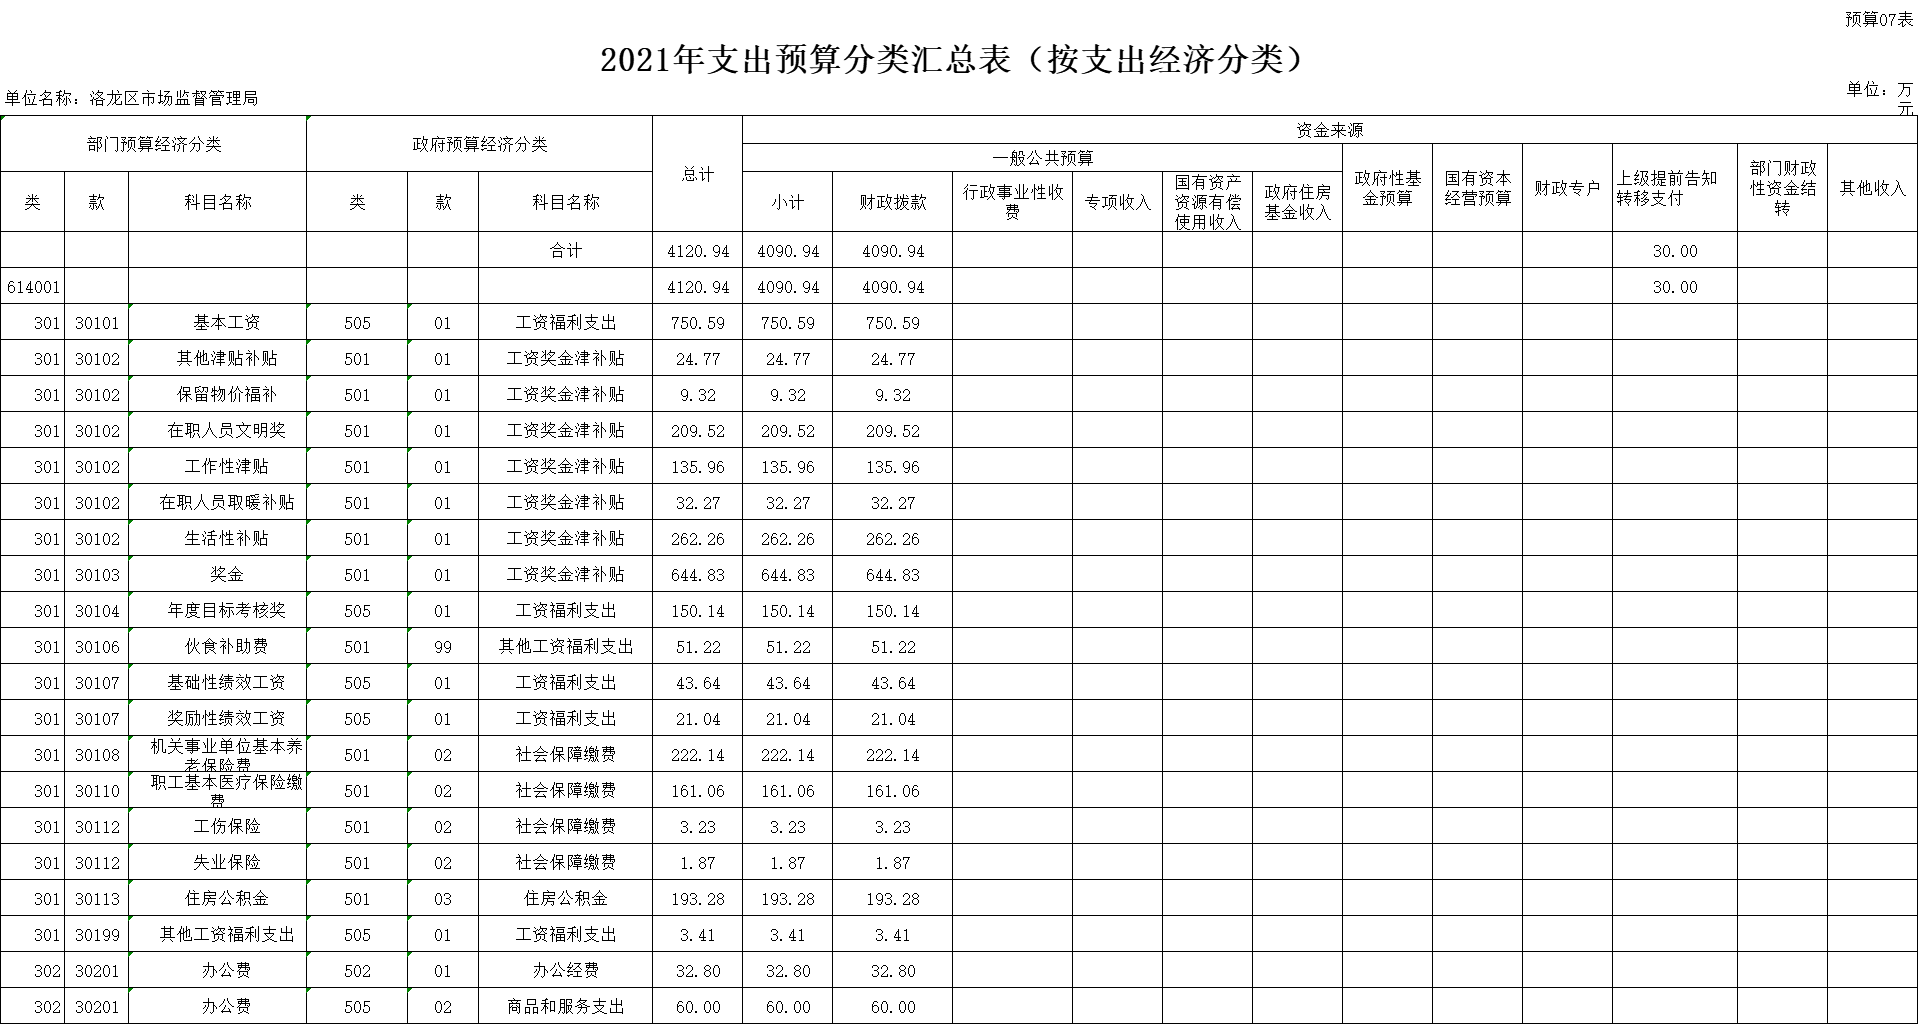 预算07表
2021年支出预算分类汇总表（按支出经济分类）
单位名称：洛龙区市场监督管理局
单位：万
元
部门预算经济分类 政府预算经济分类 总计 资金来源
一般公共预算 政府性基金预算 国有资本经营预算 财政专户 上级提前告知转移支付 部门财政性资金结转 其他收入
类 款 科目名称 类 款 科目名称 小计 财政拨款 行政事业性收费 专项收入 国有资产资源有偿使用收入 政府住房基金收入
合计 4120.94 4090.94 4090.94 30.00
614001 4120.94 4090.94 4090.94 30.00
301 30101 基本工资 505 01 工资福利支出 750.59 750.59 750.59
301 30102 其他津贴补贴 501 01 工资奖金津补贴 24.77 24.77 24.77
301 30102 保留物价福补 501 01 工资奖金津补贴 9.32 9.32 9.32
301 30102 在职人员文明奖 501 01 工资奖金津补贴 209.52 209.52 209.52
301 30102 工作性津贴 501 01 工资奖金津补贴 135.96 135.96 135.96
301 30102 在职人员取暖补贴 501 01 工资奖金津补贴 32.27 32.27 32.27
301 30102 生活性补贴 501 01 工资奖金津补贴 262.26 262.26 262.26
301 30103 奖金 501 01 工资奖金津补贴 644.83 644.83 644.83
301 30104 年度目标考核奖 505 01 工资福利支出 150.14 150.14 150.14
301 30106 伙食补助费 501 99 其他工资福利支出 51.22 51.22 51.22
301 30107 基础性绩效工资 505 01 工资福利支出 43.64 43.64 43.64
301 30107 奖励性绩效工资 505 01 工资福利支出 21.04 21.04 21.04
301 30108 机关事业单位基本养老保险费 501 02 社会保障缴费 222.14 222.14 222.14
301 30110 职工基本医疗保险缴费 501 02 社会保障缴费 161.06 161.06 161.06
301 30112 工伤保险 501 02 社会保障缴费 3.23 3.23 3.23
301 30112 失业保险 501 02 社会保障缴费 1.87 1.87 1.87
301 30113 住房公积金 501 03 住房公积金 193.28 193.28 193.28
301 30199 其他工资福利支出 505 01 工资福利支出 3.41 3.41 3.41
302 30201 办公费 502 01 办公经费 32.80 32.80 32.80
302 30201 办公费 505 02 商品和服务支出 60.00 60.00 60.00